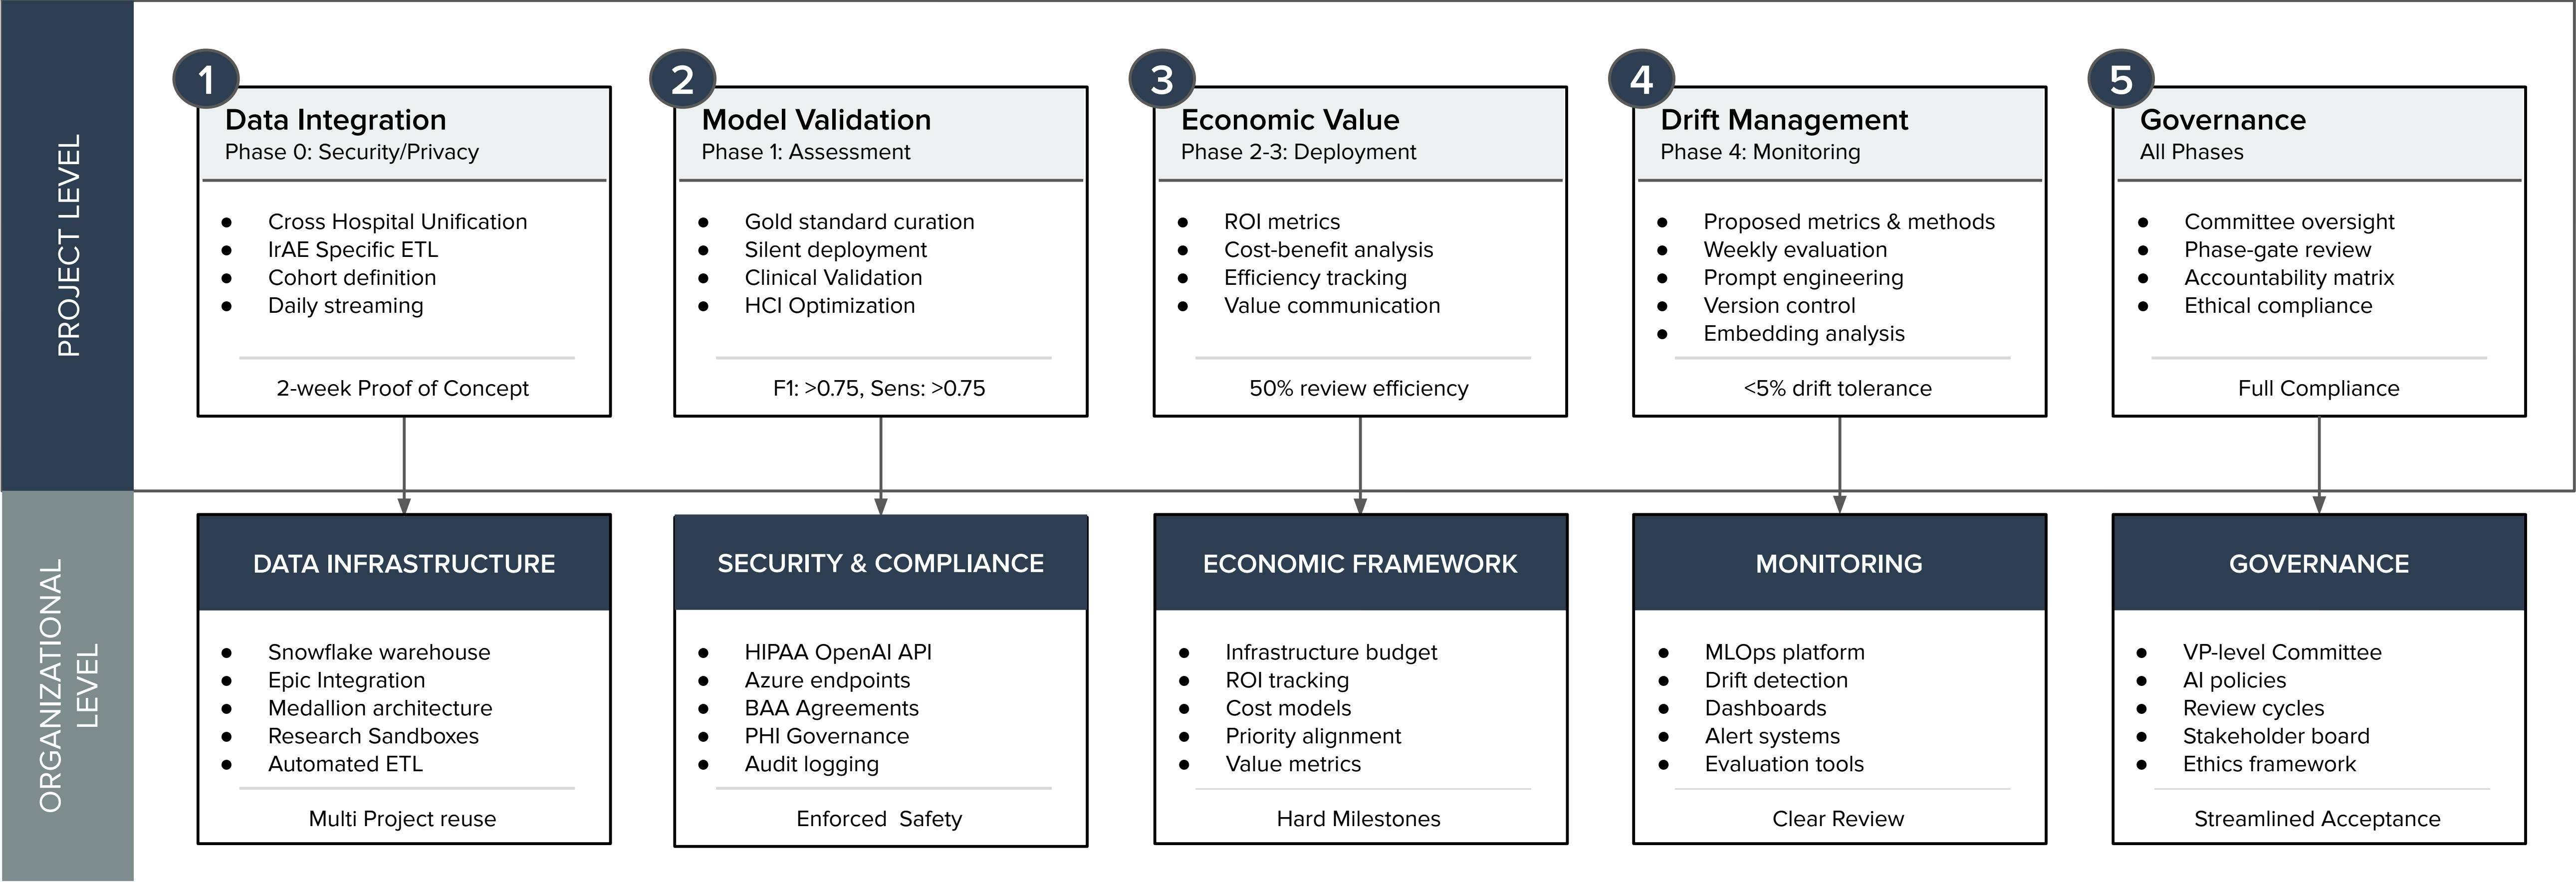 PROJECT LEVEL
1
Data Integration
Phase 0: Security/Privacy
● Cross Hospital Unification
● IrAE Specific ETL
● Cohort definition
● Daily streaming
2-week Proof of Concept
2
Model Validation
Phase 1: Assessment
● Gold standard curation
● Silent deployment
● Clinical Validation
● HCI Optimization
F1: >0.75, Sens: >0.75
3
Economic Value
Phase 2-3: Deployment
● ROI metrics
● Cost-benefit analysis
● Efficiency tracking
● Value communication
50% review efficiency
4
Drift Management
Phase 4: Monitoring
● Proposed metrics & methods
● Weekly evaluation
● Prompt engineering
● Version control
● Embedding analysis
<5% drift tolerance
5
Governance
All Phases
● Committee oversight
● Phase-gate review
● Accountability matrix
● Ethical compliance
Full Compliance
ORGANIZATIONAL
LEVEL
DATA INFRASTRUCTURE
● Snowflake warehouse
● Epic Integration
● Medallion architecture
● Research Sandboxes
● Automated ETL
Multi Project reuse
SECURITY & COMPLIANCE
● HIPAA OpenAI API
● Azure endpoints
● BAA Agreements
● PHI Governance
● Audit logging
Enforced Safety
ECONOMIC FRAMEWORK
● Infrastructure budget
● ROI tracking
● Cost models
● Priority alignment
● Value metrics
Hard Milestones
MONITORING
● MLOps platform
● Drift detection
● Dashboards
● Alert systems
● Evaluation tools
Clear Review
GOVERNANCE
● VP-level Committee
● AI policies
● Review cycles
● Stakeholder board
● Ethics framework
Streamlined Acceptance